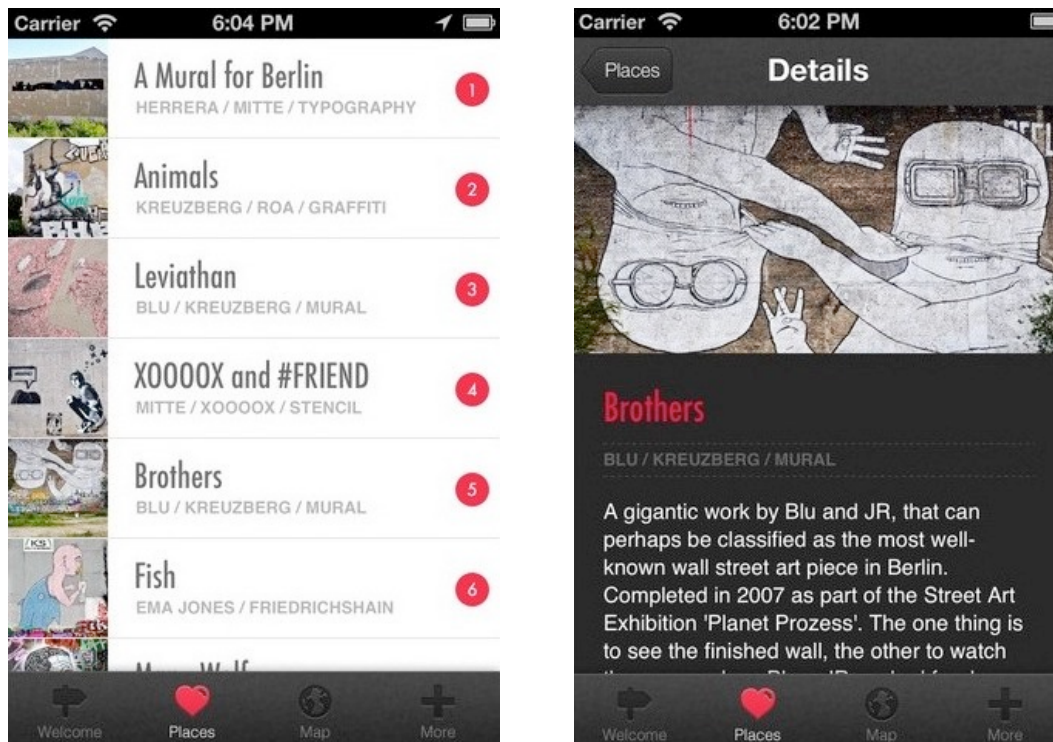 Carrier 6:04 PM
A Mural for Berlin
HERRERA / MITTE / TYPOGRAPHY
1
Animals
KREUZBERG / ROA / GRAFFITI
2
Leviathan
BLU / KREUZBERG / MURAL
3
XOOOOX and #FRIEND
MITTE / XOOOOX / STENCIL
4
Brothers
BLU / KREUZBERG / MURAL
5
Fish
EMA JONES / FRIEDRICHSHAIN
6
Welcome Places Map More
Carrier 6:02 PM
Places Details
Brothers
BLU / KREUZBERG / MURAL
A gigantic work by Blu and JR, that can
perhaps be classified as the most well-
known wall street art piece in Berlin.
Completed in 2007 as part of the Street Art
Exhibition 'Planet Prozess'. The one thing is
to see the finished wall, the other to watch
Welcome Places Map More